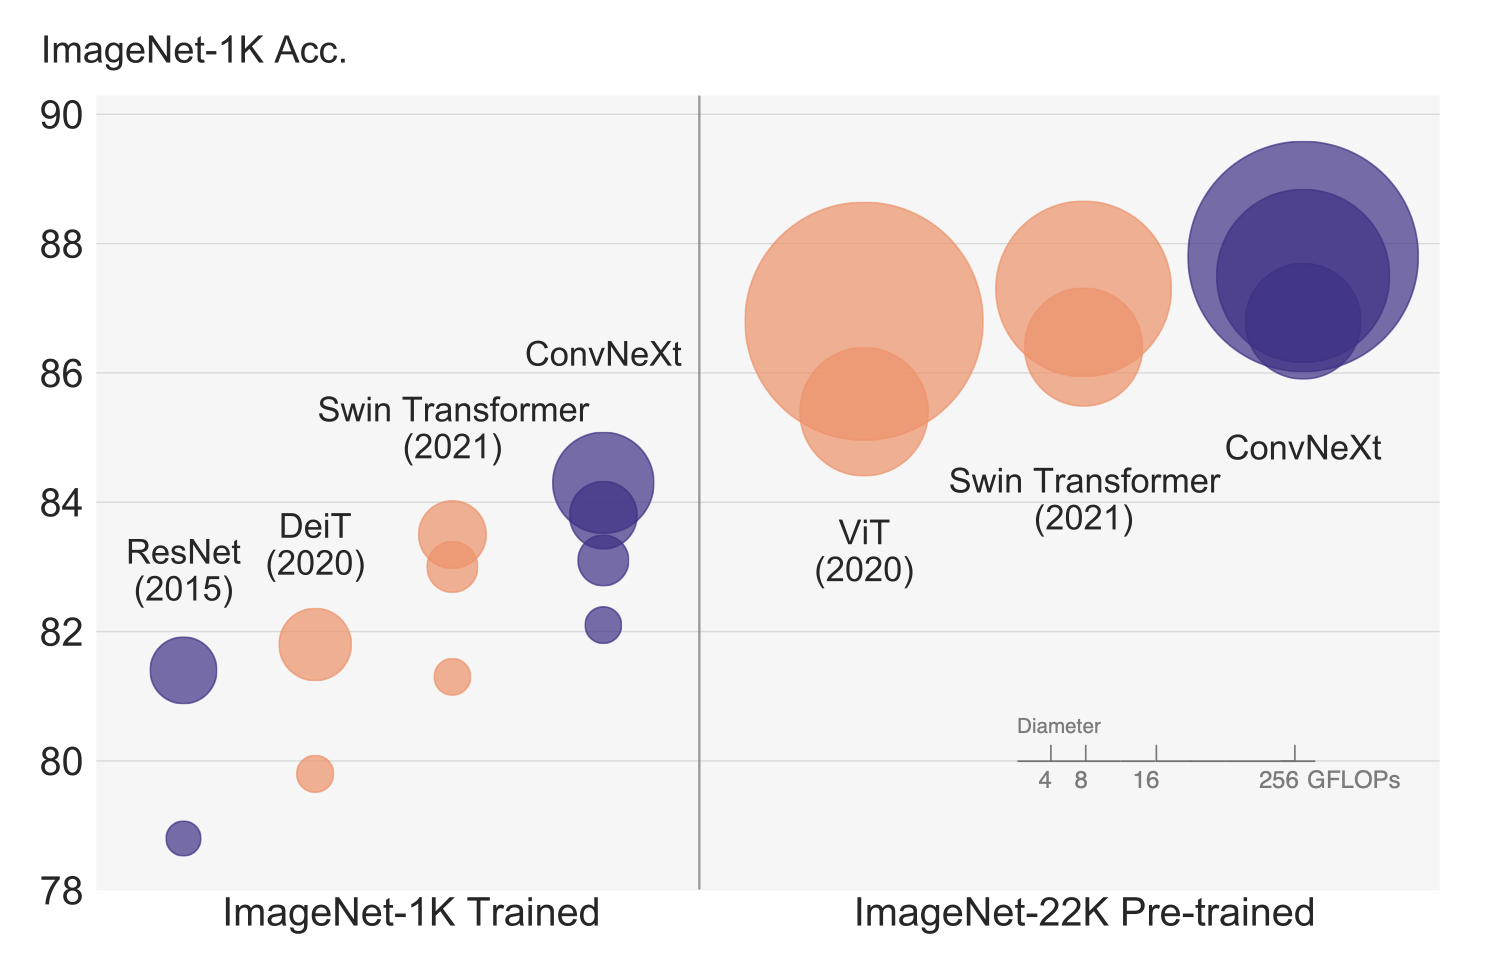 ImageNet-1K Acc.
90
88
86
84
82
80
78
ResNet
(2015)
DeiT
(2020)
Swin Transformer
(2021)
ConvNeXt
ViT
(2020)
Swin Transformer
(2021)
ConvNeXt
Diameter
4 8 16 256 GFLOPs
ImageNet-1K Trained
ImageNet-22K Pre-trained